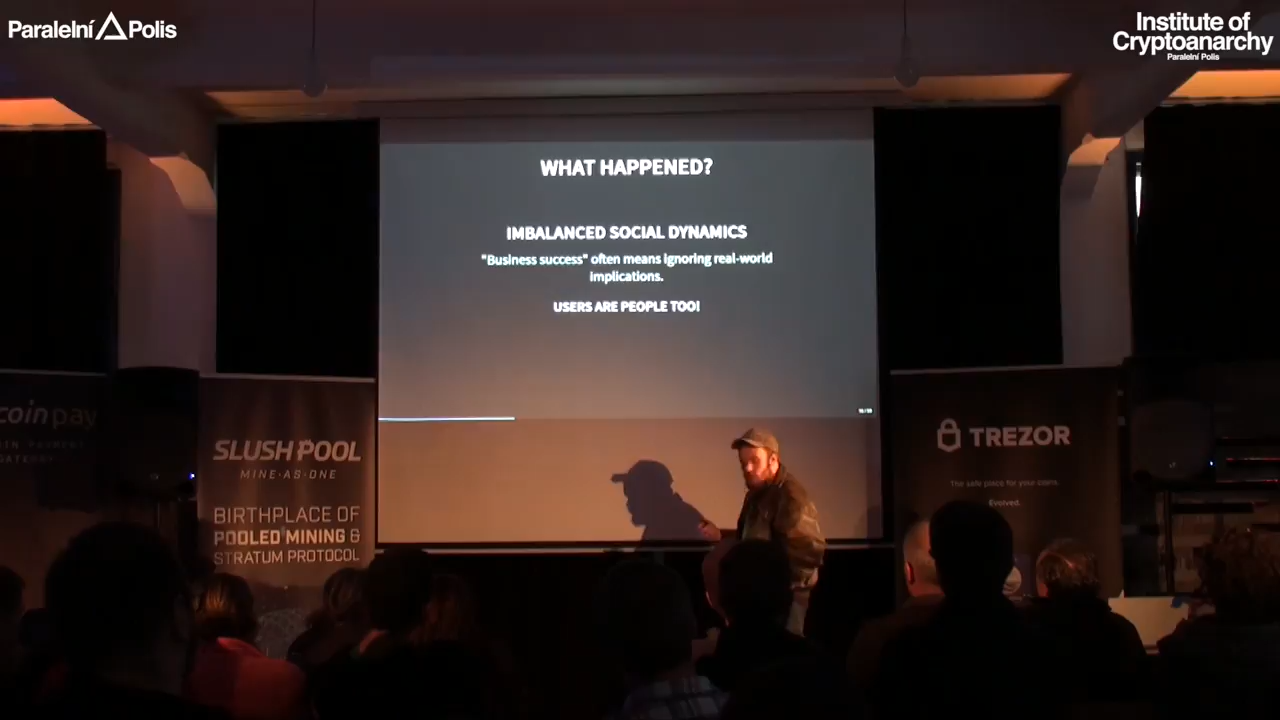 Paralelní Polis
Institute of
Cryptoanarchy
Paralelní Polis
WHAT HAPPENED?
IMBALANCED SOCIAL DYNAMICS
"Business success" often means ignoring real-world
implications.
USERS ARE PEOPLE TOO!
coinpay
SLUSH POOL
MINE·AS·ONE
BIRTHPLACE OF
POOLED MINING &
STRATUM PROTOCOL
TREZOR
The safe place for your coins.
Evolved.